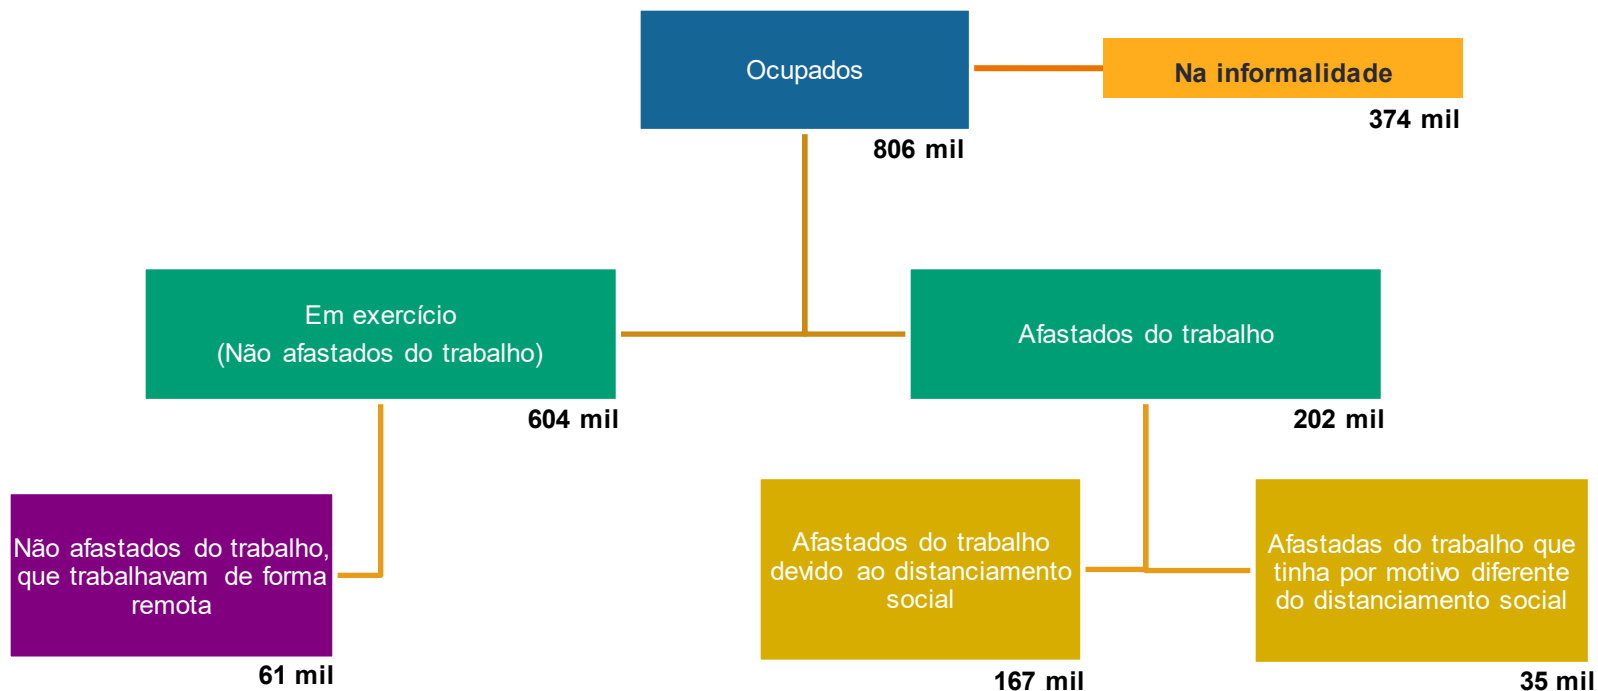 Ocupados
806 mil
Na informalidade
374 mil
Em exercício
(Não afastados do trabalho)
604 mil
Afastados do trabalho
202 mil
Não afastados do trabalho,
que trabalhavam de forma
remota
61 mil
Afastados do trabalho
devido ao distanciamento
social
167 mil
Afastadas do trabalho que
tinha por motivo diferente
do distanciamento social
35 mil